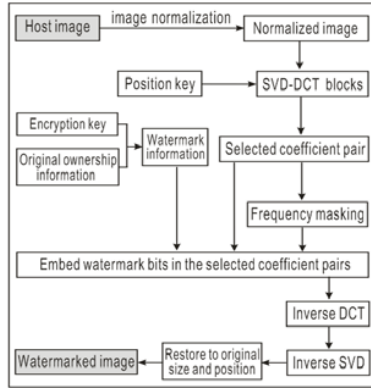 image normalization
Host image
Normalized image
Position key
SVD-DCT blocks
Encryption key
Watermark
information
Original ownership
information
Selected coefficient pair
Frequency masking
Embed watermark bits in the selected coefficient pairs
Inverse DCT
Watermarked image
Restore to original
size and position
Inverse SVD